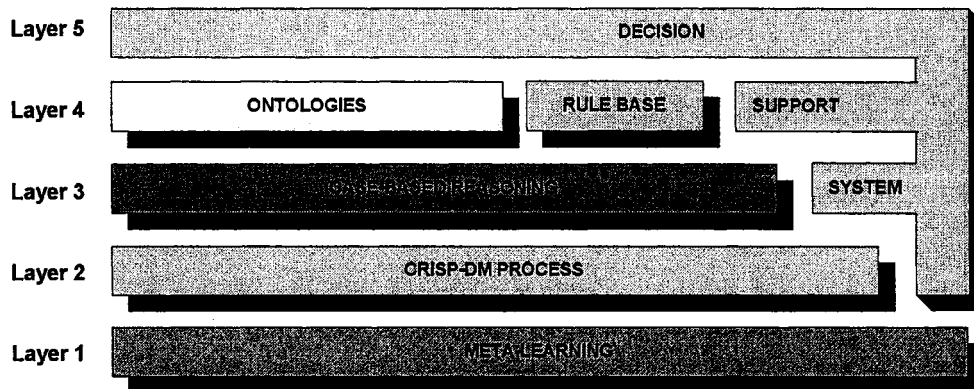 Layer 5 DECISION
Layer 4 ONTOLOGIES RULE BASE SUPPORT
Layer 3 CASE BASED REASONING SYSTEM
Layer 2 CRISP-DM PROCESS
Layer 1 META-LEARNING